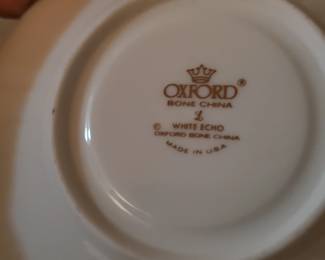 OXFORD®
BONE CHINA
© WHITE ECHO
OXFORD BONE CHINA
MADE IN U.S.A.